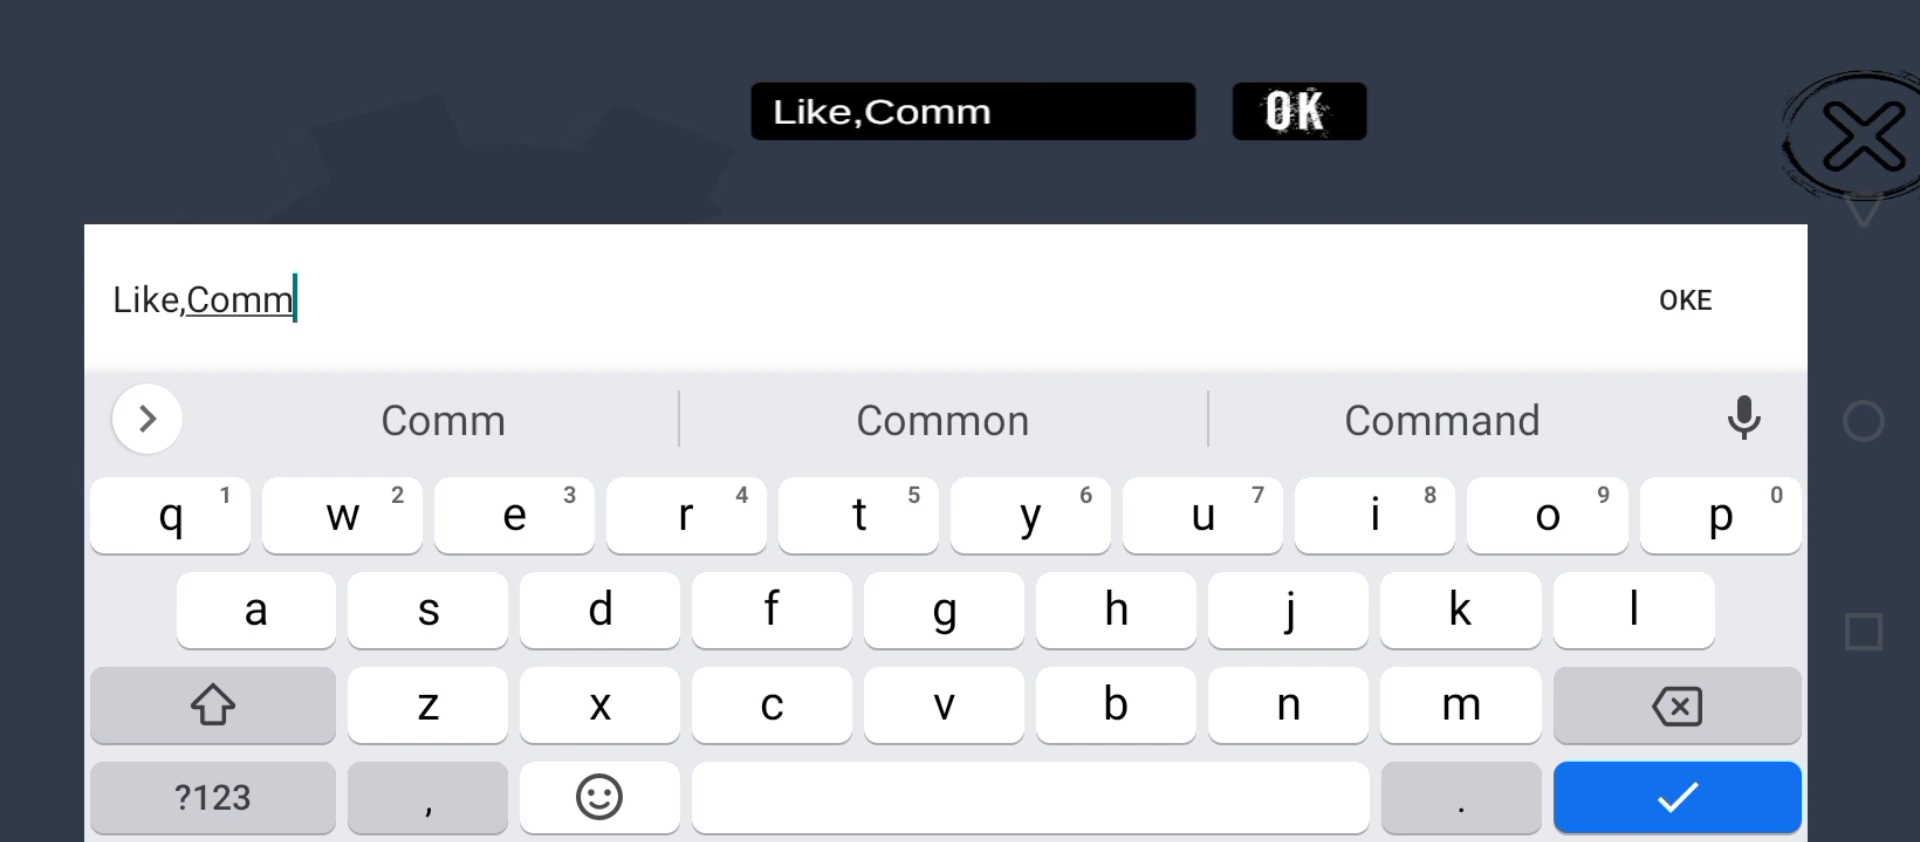 Like,Comm OK
Like,Comm OKE
Comm Common Command
q 1 w 2 e 3 r 4 t 5 y 6 u 7 i 8 o 9 p 0
a s d f g h j k l
z x c v b n m
?123 , .